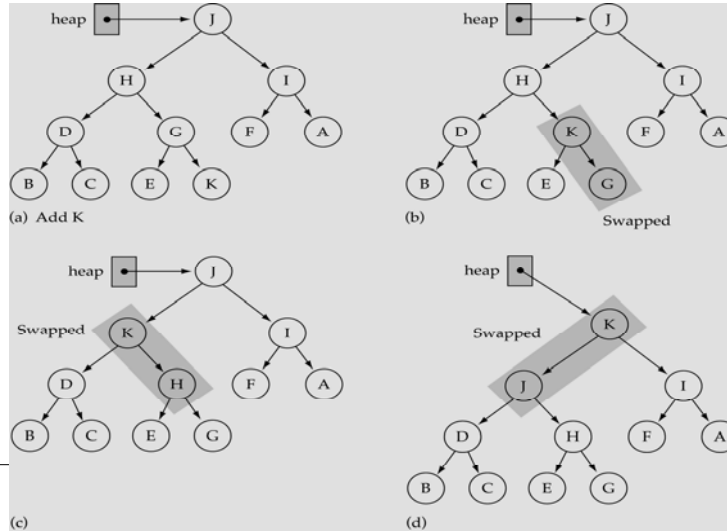 heap J
H I
D G F A
B C E K
(a) Add K
heap J
H I
D K F A
B C E G
(b)
Swapped
heap J
Swapped K I
D H F A
B C E G
(c)
heap
K
Swapped
J I
D H F A
B C E G
(d)